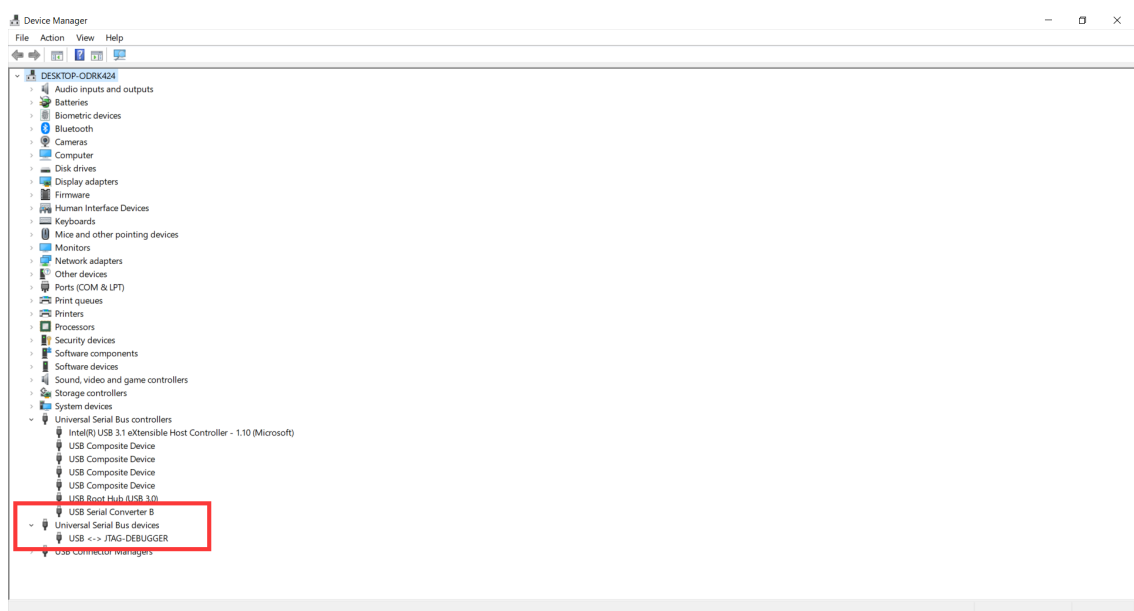 Device Manager
File Action View Help
DESKTOP-ODRK424
Audio inputs and outputs
Batteries
Biometric devices
Bluetooth
Cameras
Computer
Disk drives
Display adapters
Firmware
Human Interface Devices
Keyboards
Mice and other pointing devices
Monitors
Network adapters
Other devices
Ports (COM & LPT)
Print queues
Printers
Processors
Security devices
Software components
Software devices
Sound, video and game controllers
Storage controllers
System devices
Universal Serial Bus controllers
Intel(R) USB 3.1 eXtensible Host Controller - 1.10 (Microsoft)
USB Composite Device
USB Composite Device
USB Composite Device
USB Composite Device
USB Root Hub (USB 3.0)
USB Serial Converter B
Universal Serial Bus devices
USB <-> JTAG-DEBUGGER
USB Connector Managers